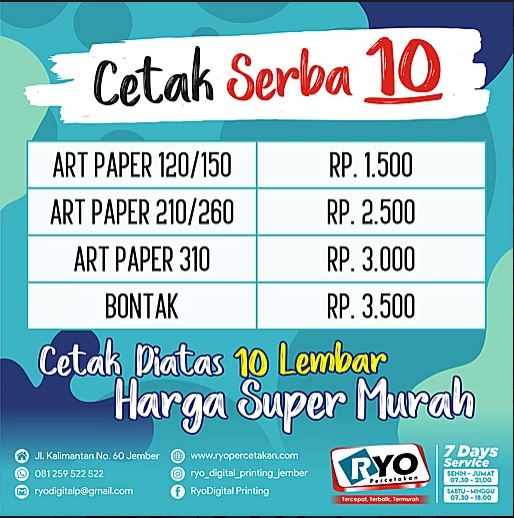 Cetak Serba 10
ART PAPER 120/150 RP. 1.500
ART PAPER 210/260 RP. 2.500
ART PAPER 310 RP. 3.000
BONTAK RP. 3.500
Cetak Diatas 10 Lembar
Harga Super Murah
Jl. Kalimantan No. 60 Jember
081 259 522 522
ryodigitalp@gmail.com
www.ryopercetakan.com
ryo_digital_printing_jember
RyoDigital Printing
RYO
Percetakan
Tercepat, Terbaik, Termurah
7 Days
Service
SENIN - JUMAT
07.30 - 21.00
SABTU - MINGGU
07.30 - 18.00